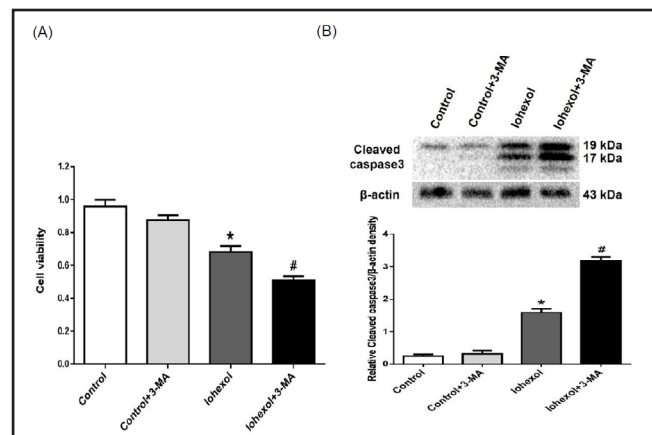 (A)
Cell viability
1.0
0.8
0.6
0.4
0.2
0.0
*
#
Control
Control+3-MA
Iohexol
Iohexol+3-MA
(B)
Control
Control+3-MA
Iohexol
Iohexol+3-MA
Cleaved
caspase3
19 kDa
17 kDa
β-actin
43 kDa
Relative Cleaved caspase3/β-actin density
4
3
2
1
0
*
#
Control
Control+3-MA
Iohexol
Iohexol+3-MA